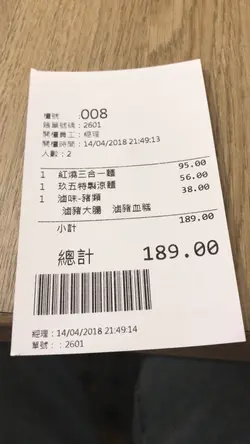 檯號 :008
賬單號碼:2601
開檯員工:經理
開檯時間:14/04/2018 21:49:13
人數:2
1 紅燒三合一麵 95.00
1 玖五特製涼麵 56.00
1 滷味-豬類 38.00
滷豬大腸 滷豬血糕
小計 189.00
總計 189.00
經理:14/04/2018 21:49:14
單號::2601